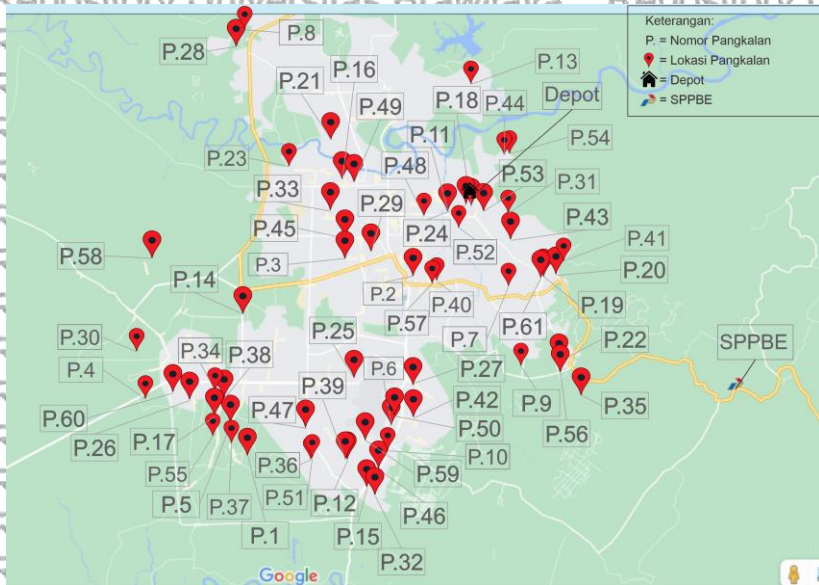 Keterangan:
P. = Nomor Pangkalan
= Lokasi Pangkalan
= Depot
= SPPBE
P.8
P.28
P.16
P.21
P.13
P.49
P.18
P.44
Depot
P.11
P.54
P.23
P.48
P.53
P.33
P.31
P.29
P.24
P.45
P.52
P.43
P.58
P.3
P.41
P.14
P.2
P.20
P.40
P.19
P.57
P.7
P.61
P.30
P.25
P.22
P.34
P.38
SPPBE
P.4
P.6
P.39
P.27
P.9
P.35
P.60
P.47
P.42
P.56
P.26
P.50
P.17
P.36
P.10
P.55
P.59
P.5
P.51
P.12
P.37
P.46
P.1
P.15
P.32
Google